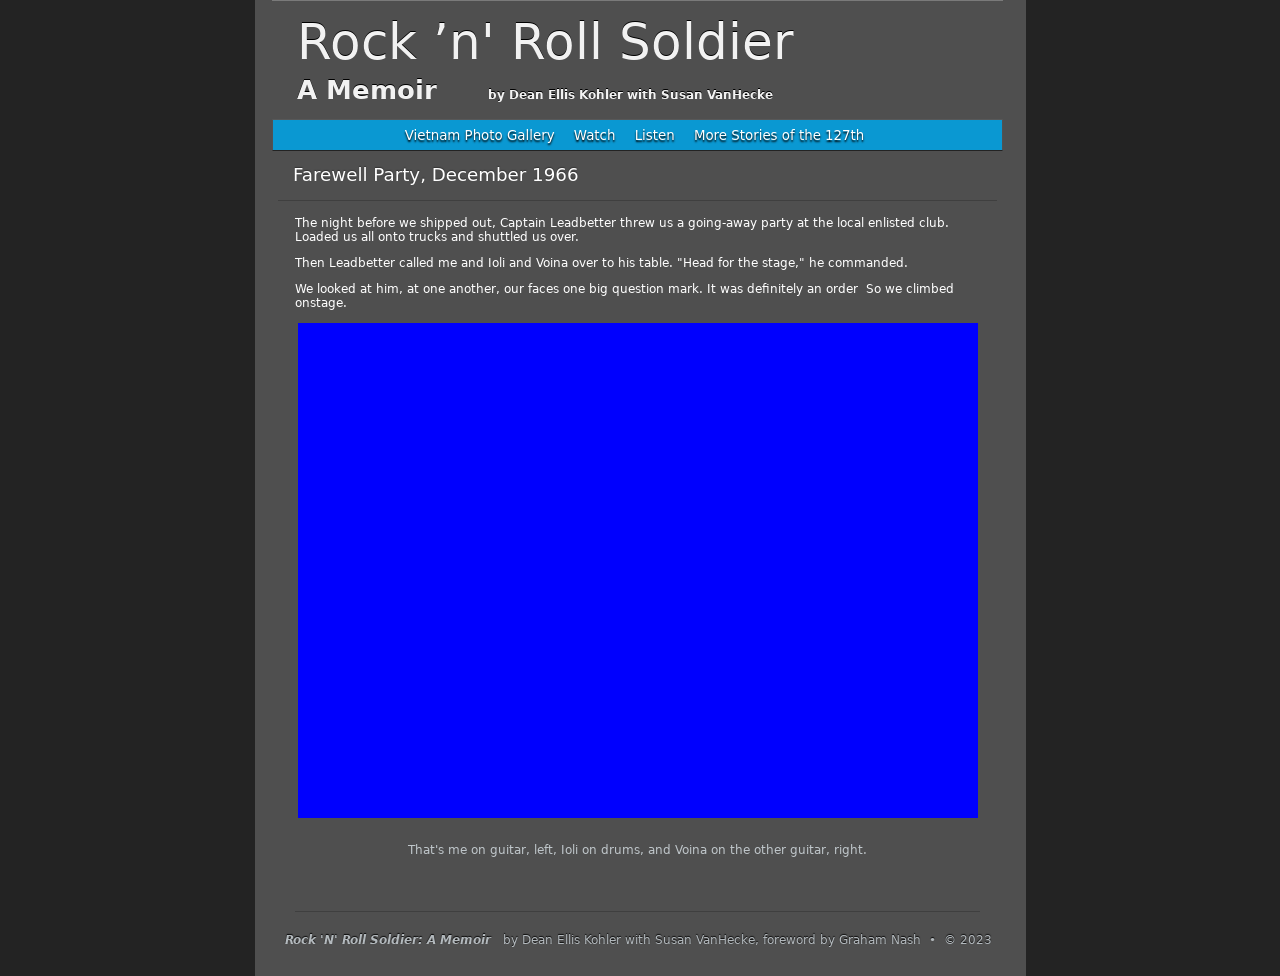 Rock ’n' Roll Soldier
A Memoir by Dean Ellis Kohler with Susan VanHecke
Vietnam Photo Gallery Watch Listen More Stories of the 127th
Farewell Party, December 1966
The night before we shipped out, Captain Leadbetter threw us a going-away party at the local enlisted club.
Loaded us all onto trucks and shuttled us over.
Then Leadbetter called me and Ioli and Voina over to his table. "Head for the stage," he commanded.
We looked at him, at one another, our faces one big question mark. It was definitely an order  So we climbed
onstage.
That's me on guitar, left, Ioli on drums, and Voina on the other guitar, right.
Rock 'N' Roll Soldier: A Memoir by Dean Ellis Kohler with Susan VanHecke, foreword by Graham Nash • © 2023